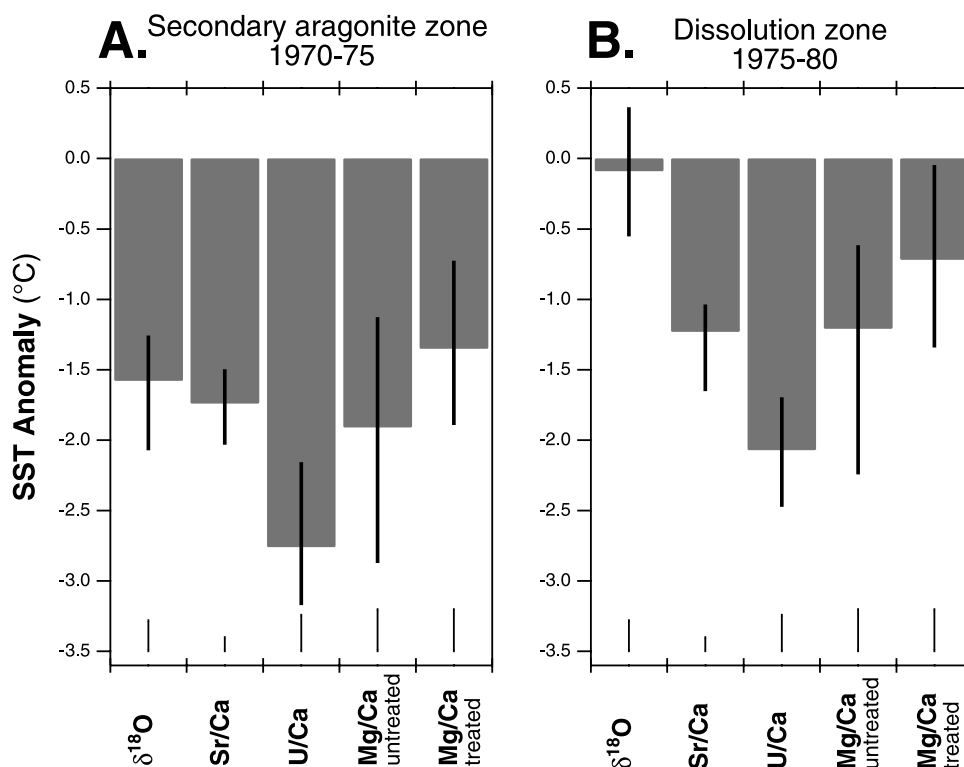 A. Secondary aragonite zone
1970-75
B. Dissolution zone
1975-80
SST Anomaly (°C)
0.5
0.0
-0.5
-1.0
-1.5
-2.0
-2.5
-3.0
-3.5
δ18O
Sr/Ca
U/Ca
Mg/Ca
untreated
Mg/Ca
treated
0.5
0.0
-0.5
-1.0
-1.5
-2.0
-2.5
-3.0
-3.5
δ18O
Sr/Ca
U/Ca
Mg/Ca
untreated
Mg/Ca
treated